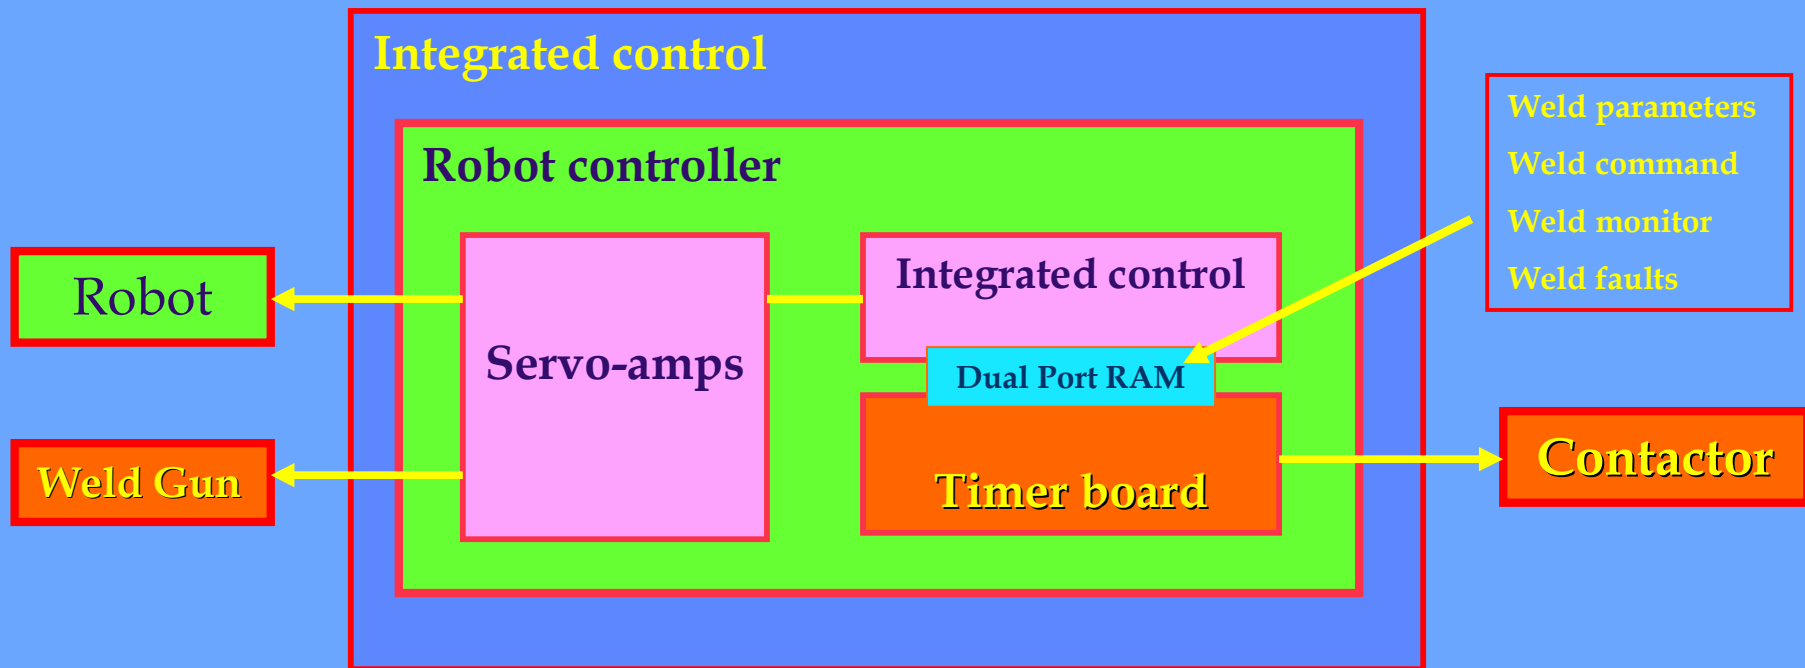 Integrated control
Robot controller
Robot
Weld Gun
Servo-amps
Integrated control
Dual Port RAM
Timer board
Weld parameters
Weld command
Weld monitor
Weld faults
Contactor